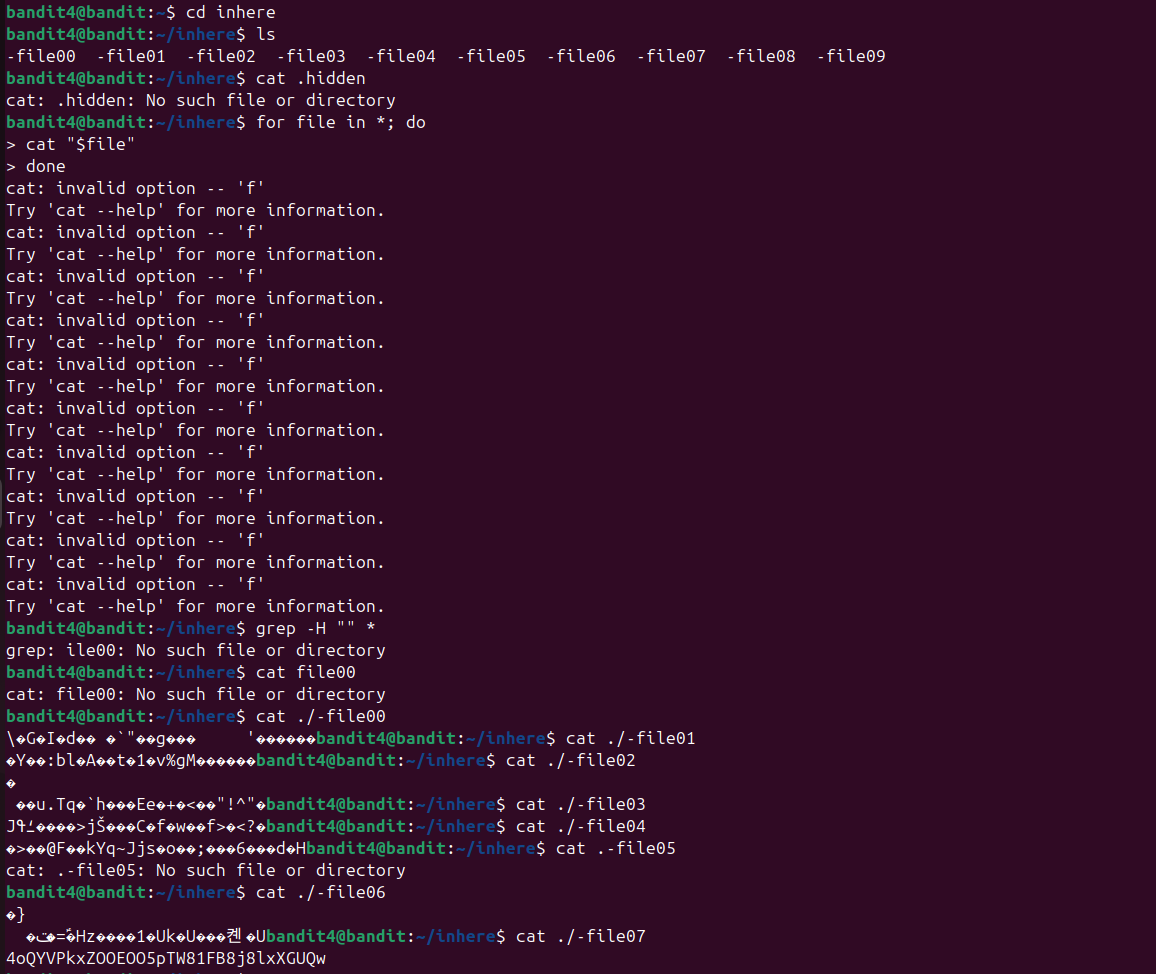 bandit4@bandit:~$ cd inhere
bandit4@bandit:~/inhere$ ls
-file00  -file01  -file02  -file03  -file04  -file05  -file06  -file07  -file08  -file09
bandit4@bandit:~/inhere$ cat .hidden
cat: .hidden: No such file or directory
bandit4@bandit:~/inhere$ for file in *; do
> cat "$file"
> done
cat: invalid option -- 'f'
Try 'cat --help' for more information.
cat: invalid option -- 'f'
Try 'cat --help' for more information.
cat: invalid option -- 'f'
Try 'cat --help' for more information.
cat: invalid option -- 'f'
Try 'cat --help' for more information.
cat: invalid option -- 'f'
Try 'cat --help' for more information.
cat: invalid option -- 'f'
Try 'cat --help' for more information.
cat: invalid option -- 'f'
Try 'cat --help' for more information.
cat: invalid option -- 'f'
Try 'cat --help' for more information.
cat: invalid option -- 'f'
Try 'cat --help' for more information.
cat: invalid option -- 'f'
Try 'cat --help' for more information.
bandit4@bandit:~/inhere$ grep -H "" *
grep: ile00: No such file or directory
bandit4@bandit:~/inhere$ cat file00
cat: file00: No such file or directory
bandit4@bandit:~/inhere$ cat ./-file00
\�G�I�d�� �`"��g���     '������bandit4@bandit:~/inhere$ cat ./-file01
�Y��:bl�A��t�1�v%gM������bandit4@bandit:~/inhere$ cat ./-file02
�
 ��u.Tq�`h���Ee�+�<��"!^"�bandit4@bandit:~/inhere$ cat ./-file03
����>jŠ���C�f�w��f>�<?�bandit4@bandit:~/inhere$ cat ./-file04
�>��@F��kYq~Jjs�o��;���6���d�Hbandit4@bandit:~/inhere$ cat .-file05
cat: .-file05: No such file or directory
bandit4@bandit:~/inhere$ cat ./-file06
�}
�Hz����1�Uk�U���켼�Ubandit4@bandit:~/inhere$ cat ./-file07
4oQYVPkxZOOEOO5pTW81FB8j8lxXGUQw